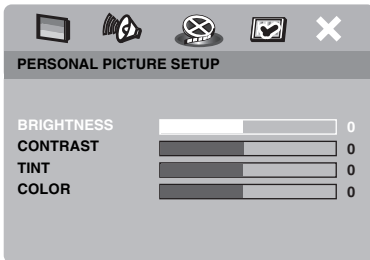 PERSONAL PICTURE SETUP
BRIGHTNESS 0
CONTRAST 0
TINT 0
COLOR 0